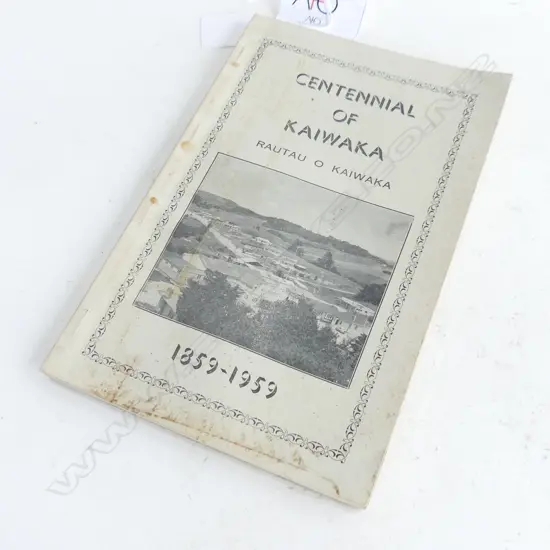 CENTENNIAL
OF
KAIWAKA
RAUTAU O KAIWAKA
1859-1959